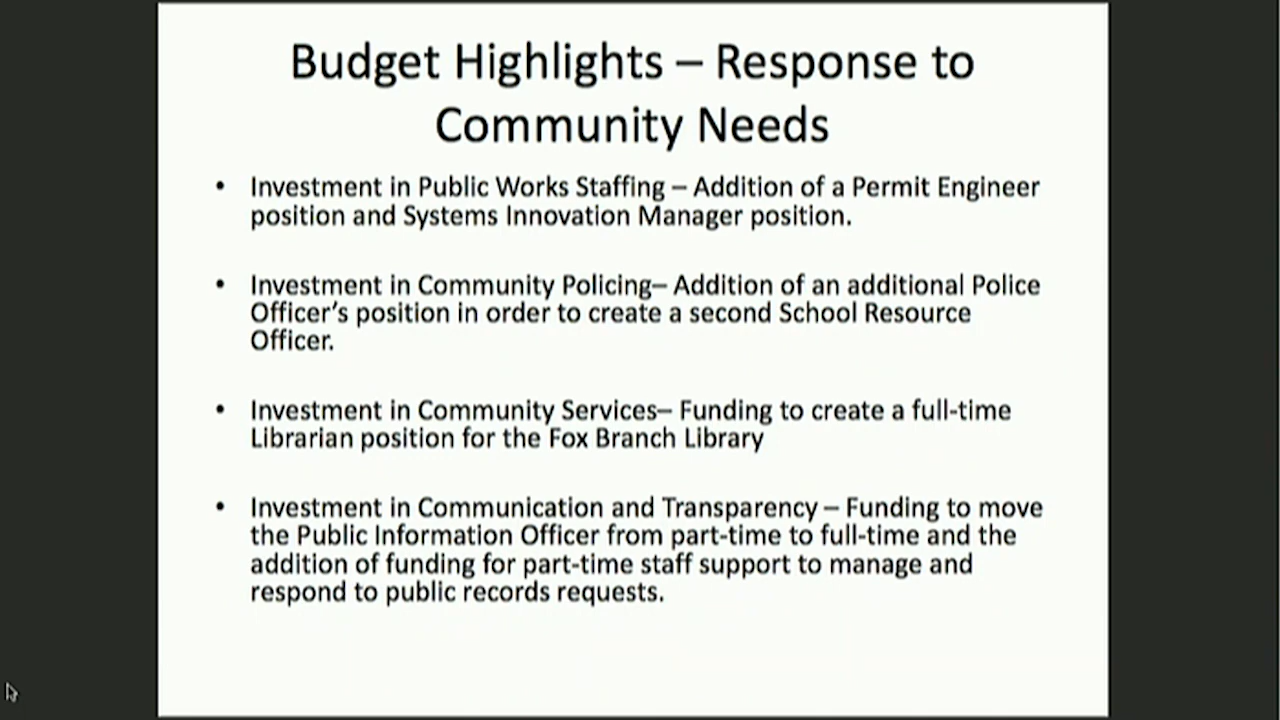 Budget Highlights – Response to
Community Needs
• Investment in Public Works Staffing – Addition of a Permit Engineer
position and Systems Innovation Manager position.
• Investment in Community Policing– Addition of an additional Police
Officer's position in order to create a second School Resource
Officer.
• Investment in Community Services– Funding to create a full-time
Librarian position for the Fox Branch Library
• Investment in Communication and Transparency – Funding to move
the Public Information Officer from part-time to full-time and the
addition of funding for part-time staff support to manage and
respond to public records requests.